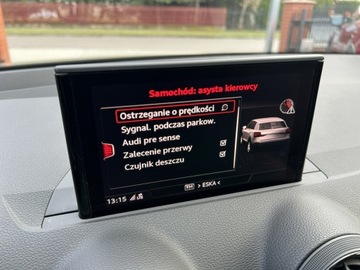 Samochód: asysta kierowcy
Ostrzeganie o prędkości
Sygnal. podczas parkow.
Audi pre sense
Zalecenie przerwy
Czujnik deszczu
13:15
> ESKA <